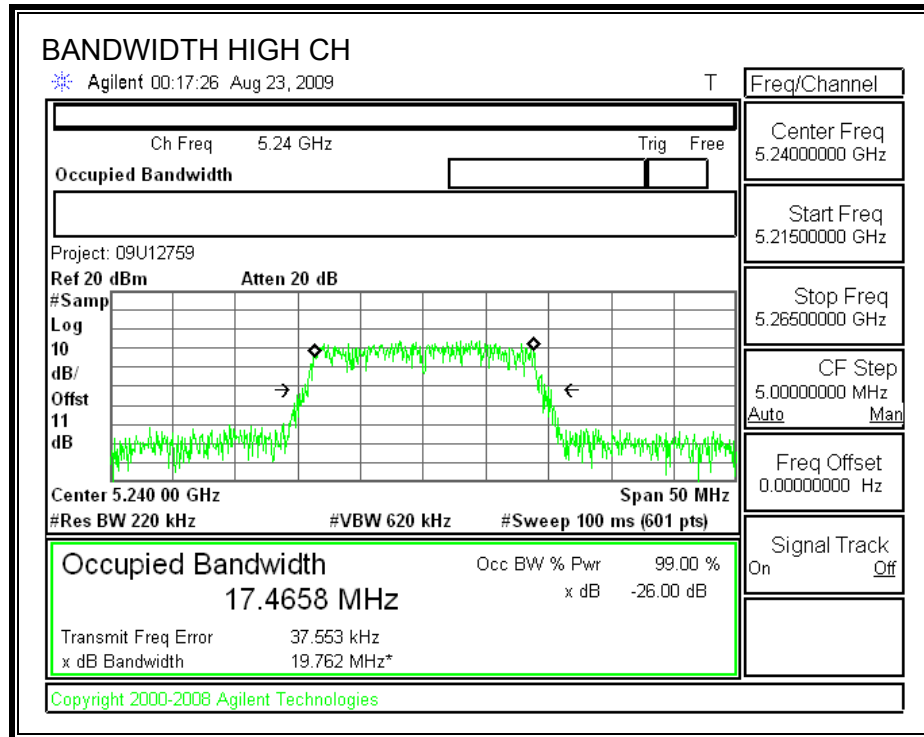 BANDWIDTH HIGH CH
Agilent 00:17:26 Aug 23, 2009 T
Ch Freq 5.24 GHz Trig Free
Occupied Bandwidth
Project: 09U12759
Ref 20 dBm Atten 20 dB
#Samp
Log
10
dB/
Offst
11
dB
Center 5.240 00 GHz Span 50 MHz
#Res BW 220 kHz #VBW 620 kHz #Sweep 100 ms (601 pts)
Occupied Bandwidth
17.4658 MHz
Occ BW % Pwr 99.00 %
x dB -26.00 dB
Transmit Freq Error 37.553 kHz
x dB Bandwidth 19.762 MHz*
Copyright 2000-2008 Agilent Technologies
Freq/Channel
Center Freq
5.24000000 GHz
Start Freq
5.21500000 GHz
Stop Freq
5.26500000 GHz
CF Step
5.00000000 MHz
Auto Man
Freq Offset
0.00000000 Hz
Signal Track
On Off